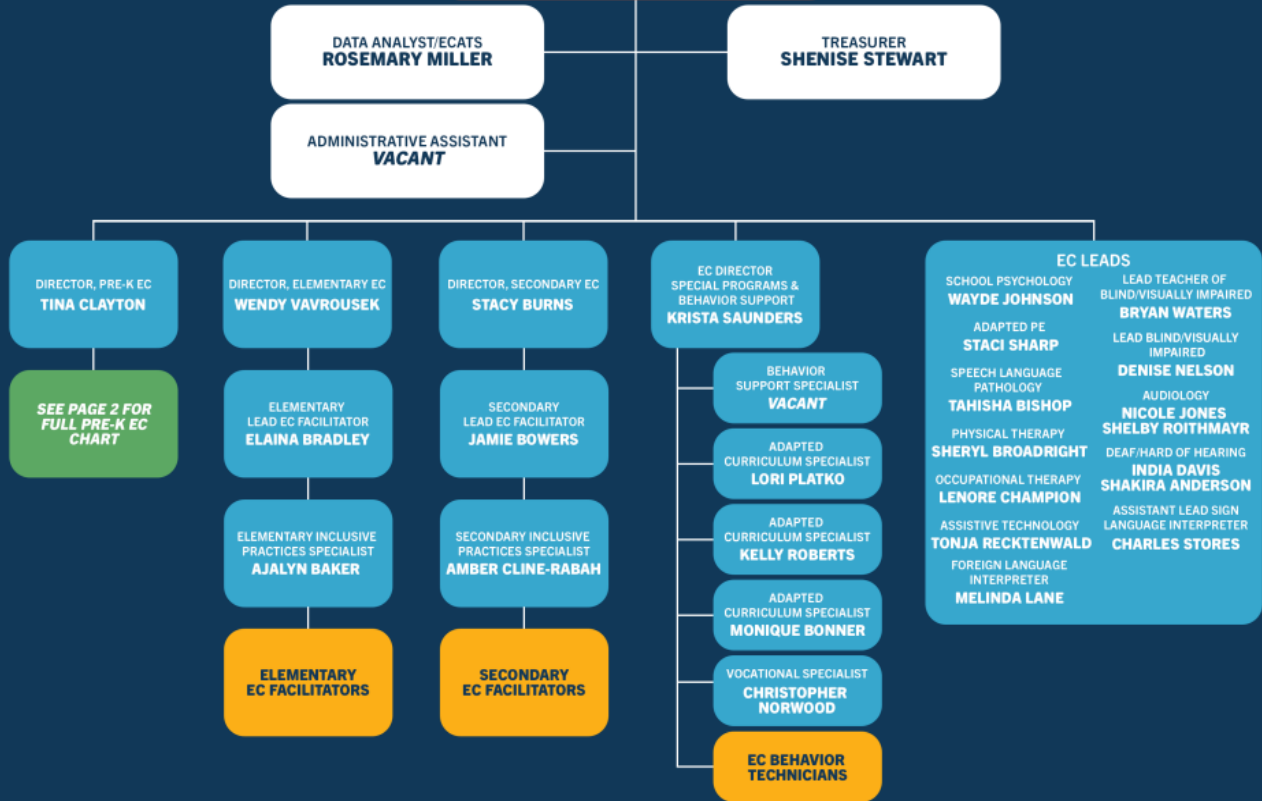 DATA ANALYST/ECATS
ROSEMARY MILLER
TREASURER
SHENISE STEWART
ADMINISTRATIVE ASSISTANT
VACANT
DIRECTOR, PRE-K EC
TINA CLAYTON
SEE PAGE 2 FOR
FULL PRE-K EC
CHART
DIRECTOR, ELEMENTARY EC
WENDY VAVROUSEK
ELEMENTARY
LEAD EC FACILITATOR
ELAINA BRADLEY
ELEMENTARY INCLUSIVE
PRACTICES SPECIALIST
AJALYN BAKER
ELEMENTARY
EC FACILITATORS
DIRECTOR, SECONDARY EC
STACY BURNS
SECONDARY
LEAD EC FACILITATOR
JAMIE BOWERS
SECONDARY INCLUSIVE
PRACTICES SPECIALIST
AMBER CLINE-RABAH
SECONDARY
EC FACILITATORS
EC DIRECTOR
SPECIAL PROGRAMS &
BEHAVIOR SUPPORT
KRISTA SAUNDERS
BEHAVIOR
SUPPORT SPECIALIST
VACANT
ADAPTED
CURRICULUM SPECIALIST
LORI PLATKO
ADAPTED
CURRICULUM SPECIALIST
KELLY ROBERTS
ADAPTED
CURRICULUM SPECIALIST
MONIQUE BONNER
VOCATIONAL SPECIALIST
CHRISTOPHER
NORWOOD
EC BEHAVIOR
TECHNICIANS
EC LEADS
SCHOOL PSYCHOLOGY
WAYDE JOHNSON
ADAPTED PE
STACI SHARP
SPEECH LANGUAGE
PATHOLOGY
TAHISHA BISHOP
PHYSICAL THERAPY
SHERYL BROADRIGHT
OCCUPATIONAL THERAPY
LENORE CHAMPION
ASSISTIVE TECHNOLOGY
TONJA RECKTENWALD
FOREIGN LANGUAGE
INTERPRETER
MELINDA LANE
LEAD TEACHER OF
BLIND/VISUALLY IMPAIRED
BRYAN WATERS
LEAD BLIND/VISUALLY
IMPAIRED
DENISE NELSON
AUDIOLOGY
NICOLE JONES
SHELBY ROITHMAYR
DEAF/HARD OF HEARING
INDIA DAVIS
SHAKIRA ANDERSON
ASSISTANT LEAD SIGN
LANGUAGE INTERPRETER
CHARLES STORES